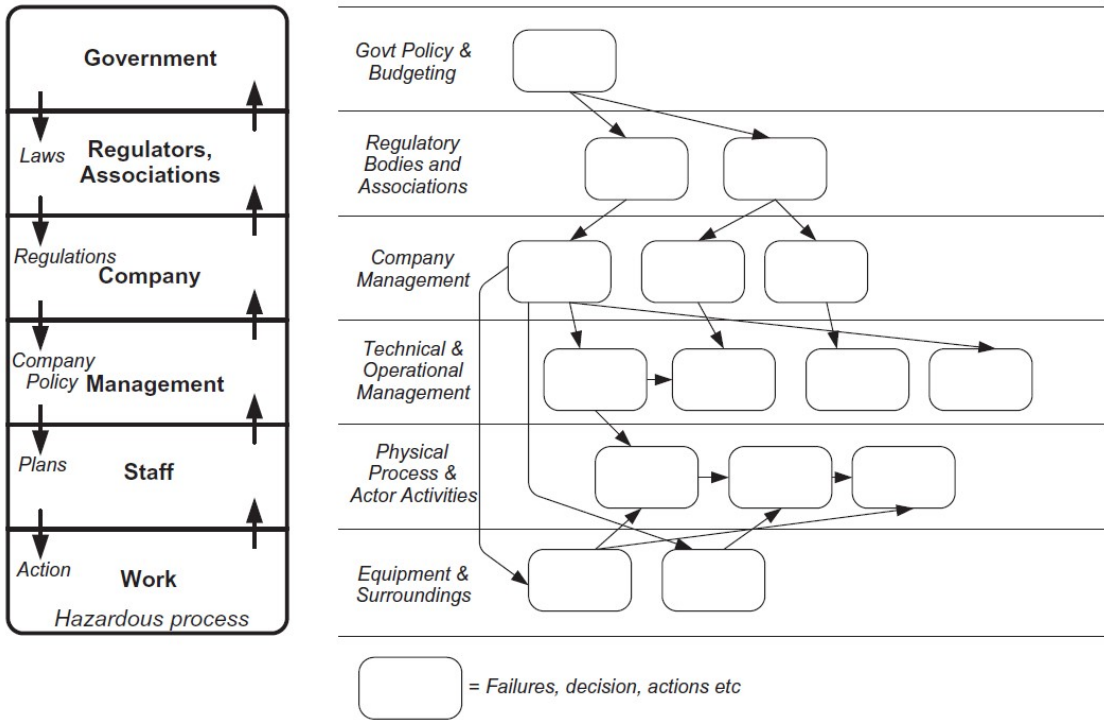 Government
Laws
Regulators,
Associations
Regulations
Company
Company
Policy
Management
Plans
Staff
Action
Work
Hazardous process
Govt Policy &
Budgeting
Regulatory
Bodies and
Associations
Company
Management
Technical &
Operational
Management
Physical
Process &
Actor Activities
Equipment &
Surroundings
= Failures, decision, actions etc